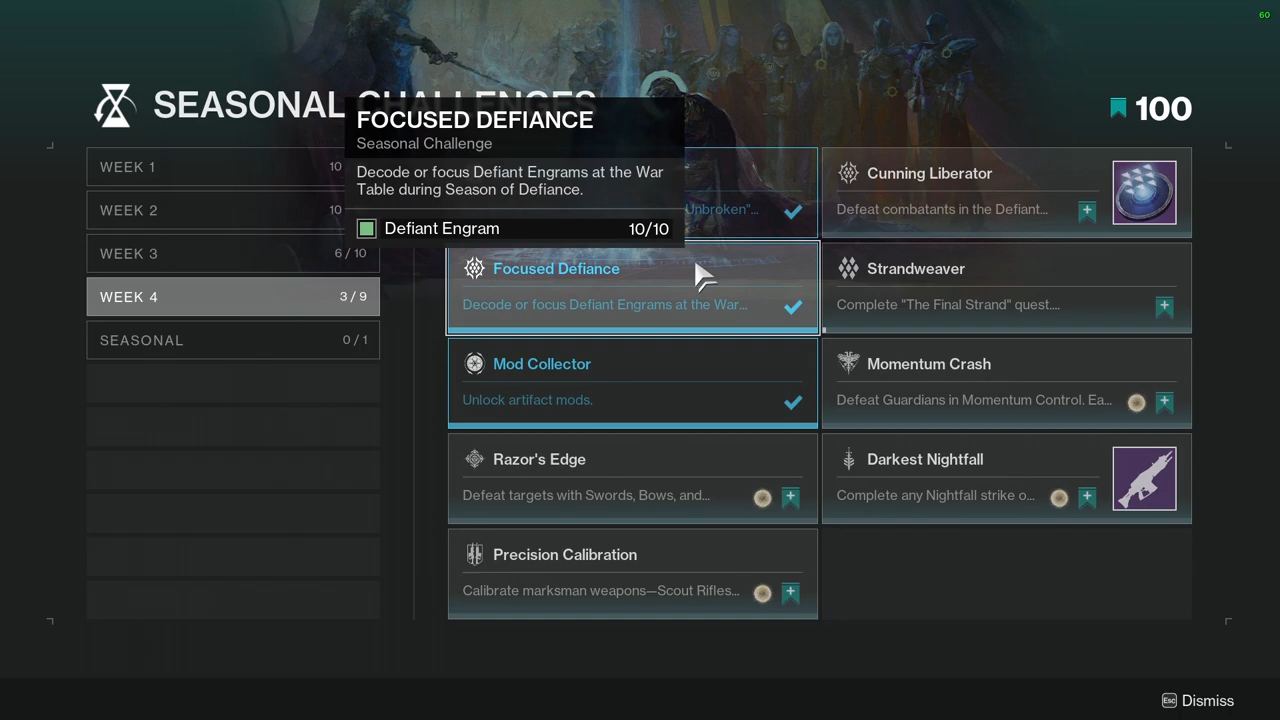 60
SEASONAL CHALLENGES
100
FOCUSED DEFIANCE
Seasonal Challenge
Decode or focus Defiant Engrams at the War
Table during Season of Defiance.
Defiant Engram 10/10
WEEK 1 10
WEEK 2 10
WEEK 3 6 / 10
WEEK 4 3 / 9
SEASONAL 0 / 1
Unbroken"...
Cunning Liberator
Defeat combatants in the Defiant...
Focused Defiance
Decode or focus Defiant Engrams at the War...
Strandweaver
Complete "The Final Strand" quest....
Mod Collector
Unlock artifact mods.
Momentum Crash
Defeat Guardians in Momentum Control. Ea...
Razor's Edge
Defeat targets with Swords, Bows, and...
Darkest Nightfall
Complete any Nightfall strike o...
Precision Calibration
Calibrate marksman weapons—Scout Rifles...
Esc Dismiss